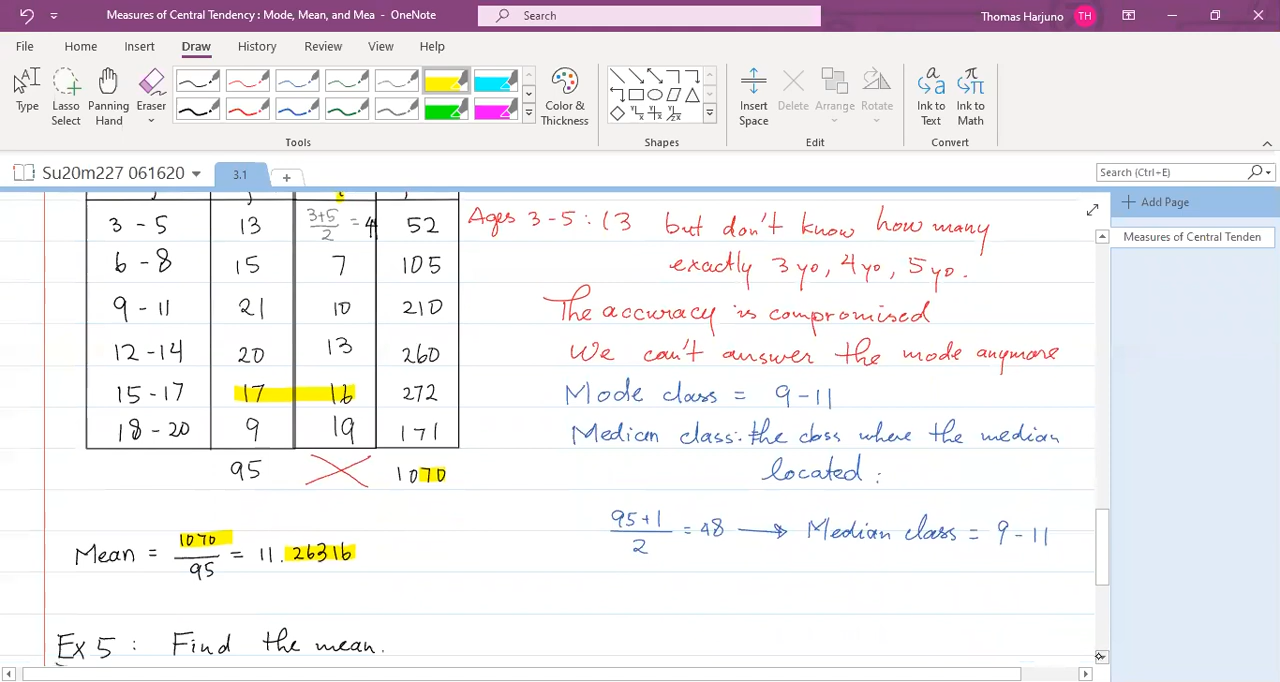 Measures of Central Tendency : Mode, Mean, and Mea - OneNote
Search
Thomas Harjuno TH
File Home Insert Draw History Review View Help
Type
Lasso Select
Panning Hand
Eraser
Color & Thickness
Insert Space
Delete
Arrange
Rotate
Ink to Text
Ink to Math
Tools
Shapes
Edit
Convert
Su20m227 061620
3.1
Search (Ctrl+E)
Add Page
Measures of Central Tenden
3 - 5 13 3+5/2 = 4 52
6 - 8 15 7 105
9 - 11 21 10 210
12 - 14 20 13 260
15 - 17 17 16 272
18 - 20 9 19 171
95 1070
Ages 3 - 5 : 13 but don't know how many
exactly 3 yo, 4 yo, 5 yo.
The accuracy is compromised
We can't answer the mode anymore
Mode class = 9 - 11
Median class: the class where the median
located :
95+1/2 = 48 → Median class = 9 - 11
Mean = 1070/95 = 11.26316
Ex 5 : Find the mean.